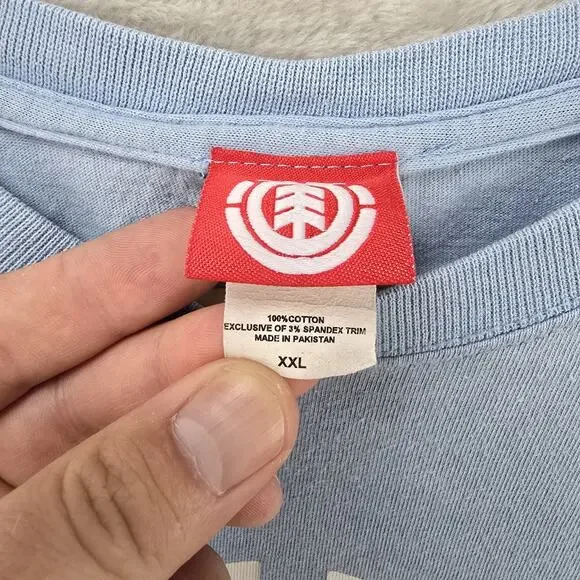 100%COTTON
EXCLUSIVE OF 3% SPANDEX TRIM
MADE IN PAKISTAN
XXL